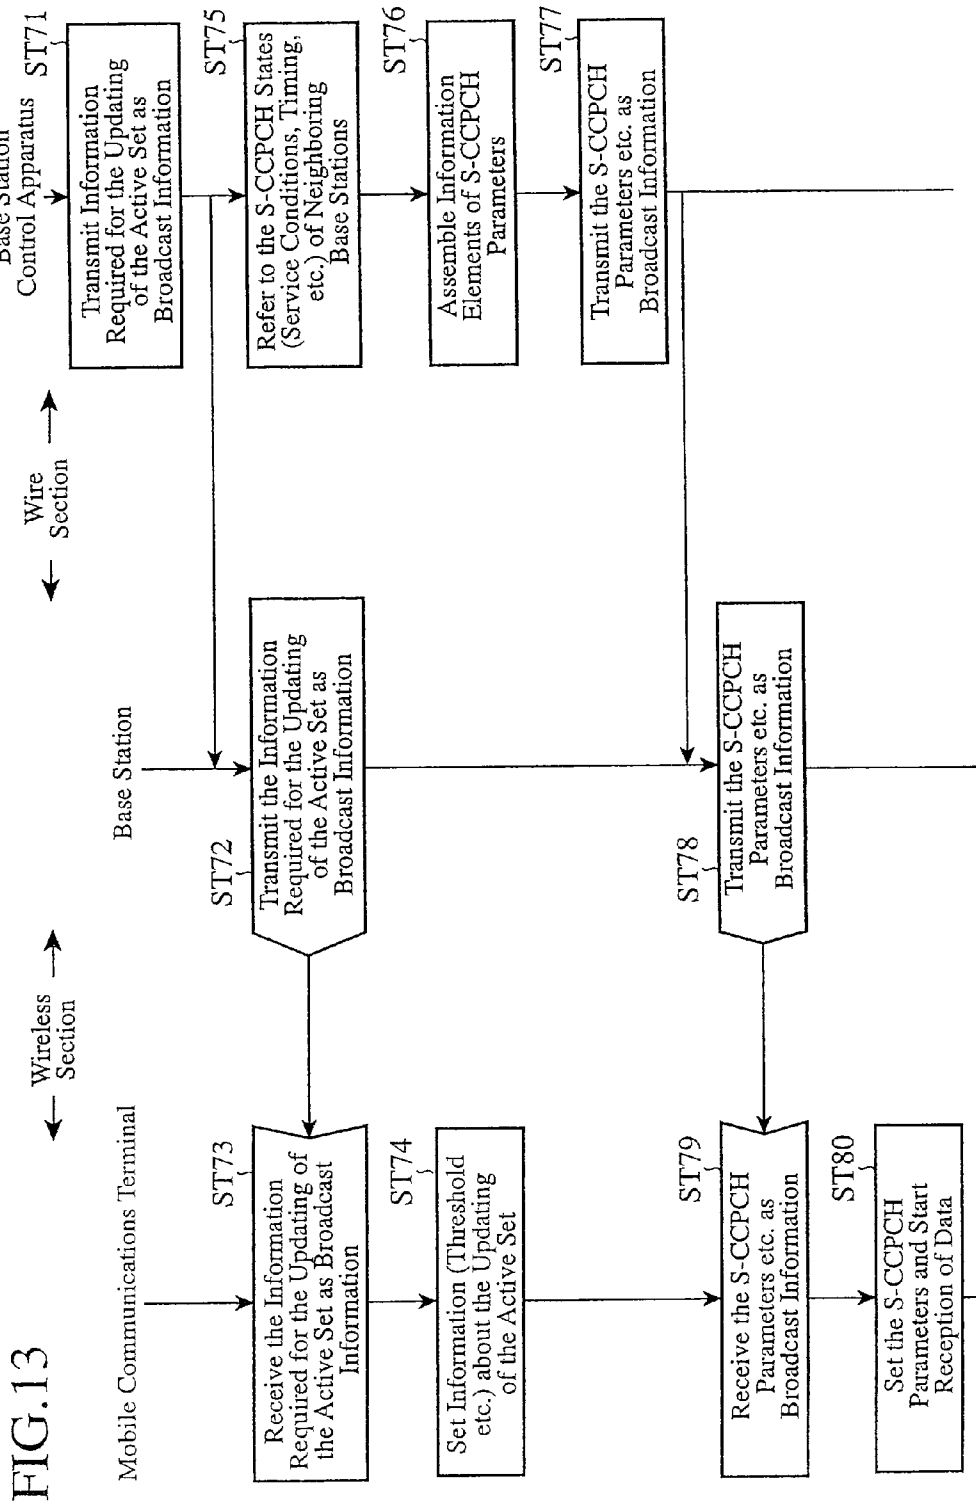 FIG.13
Mobile Communications Terminal
Wireless
Section
Base Station
Wire
Section
Base Station
Control Apparatus
ST71
Transmit Information
Required for the Updating
of the Active Set as
Broadcast Information
ST72
Transmit the Information
Required for the Updating
of the Active Set as
Broadcast Information
ST73
Receive the Information
Required for the Updating of
the Active Set as Broadcast
Information
ST74
Set Information (Threshold
etc.) about the Updating
of the Active Set
ST75
Refer to the S-CCPCH States
(Service Conditions, Timing,
etc.) of Neighboring
Base Stations
ST76
Assemble Information
Elements of S-CCPCH
Parameters
ST77
Transmit the S-CCPCH
Parameters etc. as
Broadcast Information
ST78
Transmit the S-CCPCH
Parameters etc. as
Broadcast Information
ST79
Receive the S-CCPCH
Parameters etc. as
Broadcast Information
ST80
Set the S-CCPCH
Parameters and Start
Reception of Data